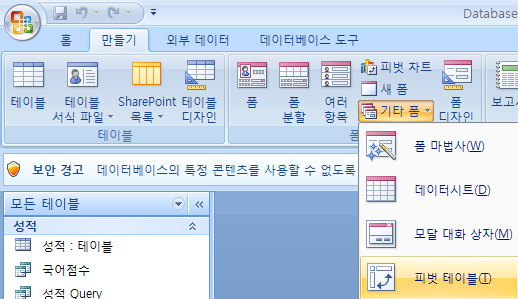 Database
홈 만들기 외부 데이터 데이터베이스 도구
테이블 테이블 서식 파일 SharePoint 목록 테이블 디자인
테이블
폼 폼 분할 여러 항목
피벗 차트
새 폼
기타 폼
폼 디자인
보고서
보안 경고 데이터베이스의 특정 콘텐츠를 사용할 수 없도록
모든 테이블
성적
성적 : 테이블
국어점수
성적 Query
폼 마법사(W)
데이터시트(D)
모달 대화 상자(M)
피벗 테이블(T)